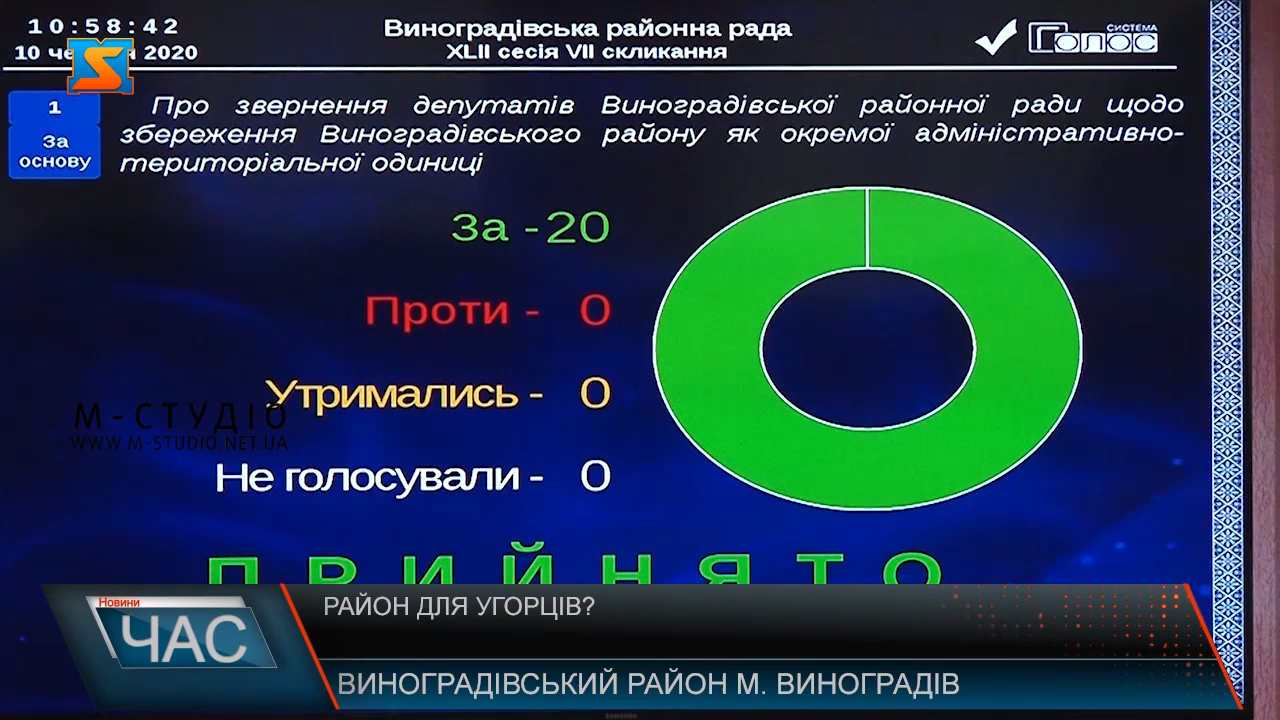 10:58:42
10 2020
Виноградівська районна рада
XLII сесія VII скликання
СИСТЕМА
Голос
1
За
основу
Про звернення депутатів Виноградівської районної ради щодо
збереження Виноградівського району як окремої адміністративно-
територіальної одиниці
За - 20
Проти - 0
Утримались - 0
М-СТУДІО
WWW.M-STUDIO.NET.UA
Не голосували - 0
ПРИЙНЯТО
Новини
ЧАС
РАЙОН ДЛЯ УГОРЦІВ?
ВИНОГРАДІВСЬКИЙ РАЙОН М. ВИНОГРАДІВ